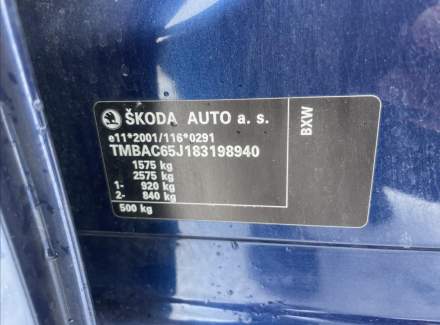 ŠKODA AUTO a. s.
e11*2001/116*0291
TMBAC65J183198940
1575 kg
2575 kg
1- 920 kg
2- 840 kg
500 kg
BXW